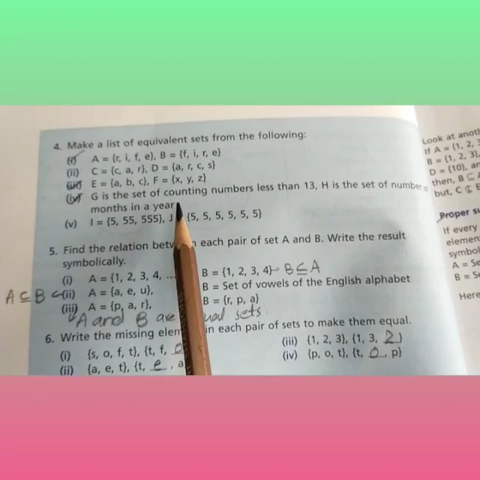 4. Make a list of equivalent sets from the following:
(i) A = {r, i, f, e}, B = {f, i, r, e}
(ii) C = {c, a, r}, D = {a, r, c, s}
(iii) E = {a, b, c}, F = {x, y, z}
(iv) G is the set of counting numbers less than 13, H is the set of number o
months in a year
(v) I = {5, 55, 555}, J {5, 5, 5, 5, 5, 5}
5. Find the relation betw n each pair of set A and B. Write the result
symbolically.
(i) A = {1, 2, 3, 4, ... B = {1, 2, 3, 4} B ⊆ A
A ⊆ B (ii) A = {a, e, u}, B = Set of vowels of the English alphabet
(iii) A = {p, a, r}, B = {r, p, a}
A and B are ual sets
6. Write the missing elem in each pair of sets to make them equal.
(i) {s, o, f, t}, {t, f, (iii) {1, 2, 3}, {1, 3, 2}
(ii) {a, e, t}, {t, e, a (iv) {p, o, t}, {t, o, p}
Look at anot
If A = {1, 2, 3
B = {1, 2, 3},
D = {10}, an
then, B ⊆
but, C ⊈
Proper su
If every
elemen
symbol
A = Se
B = Se
Here